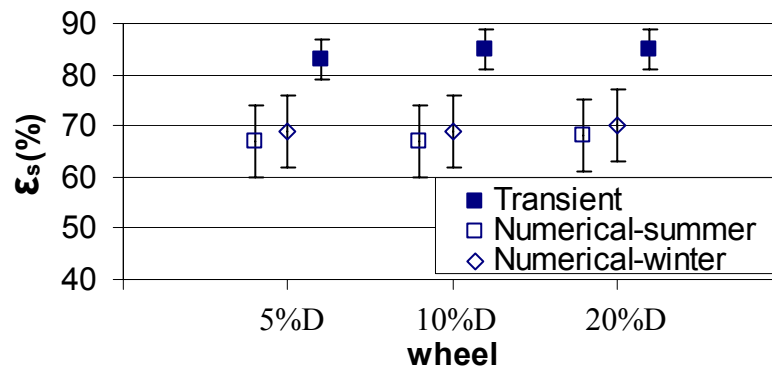 90
80
70
60
50
40
εs(%)
Transient
Numerical-summer
Numerical-winter
5%D 10%D 20%D
wheel